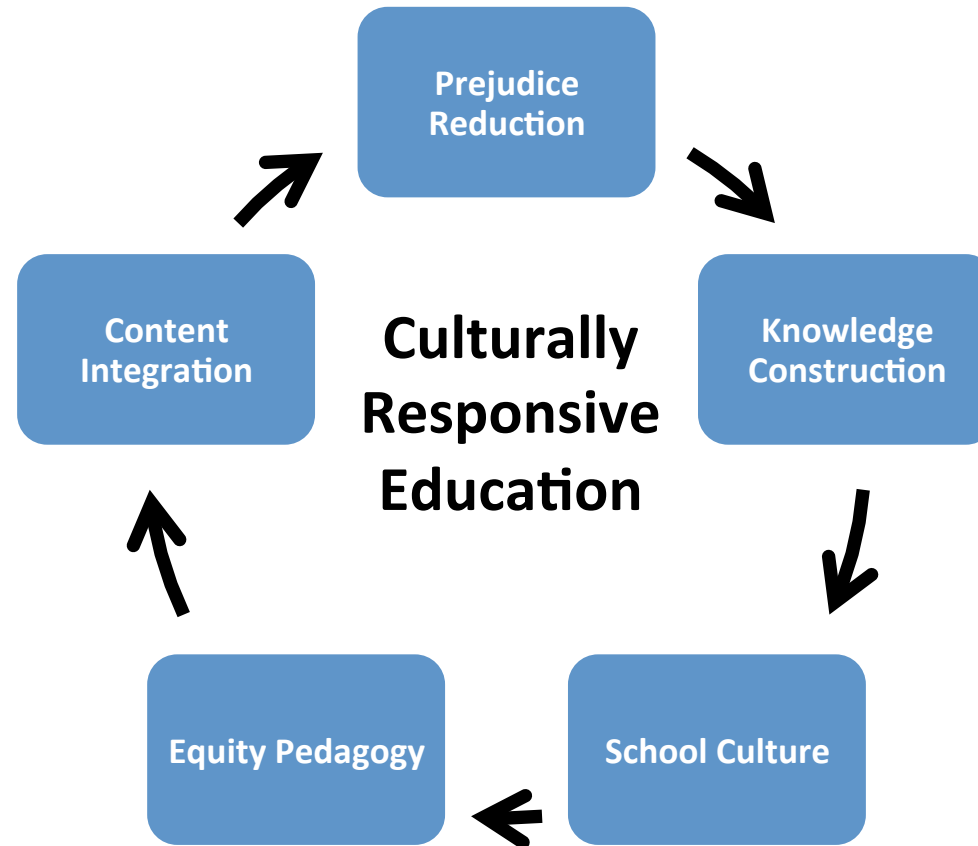 Prejudice
Reduction
Content
Integration
Culturally
Responsive
Education
Knowledge
Construction
Equity Pedagogy
School Culture